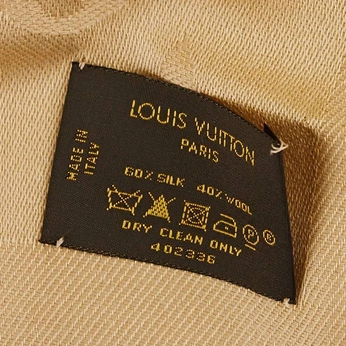 LOUIS VUITTON
PARIS
MADE IN
ITALY
60% SILK 40% WOOL
P
DRY CLEAN ONLY
402336